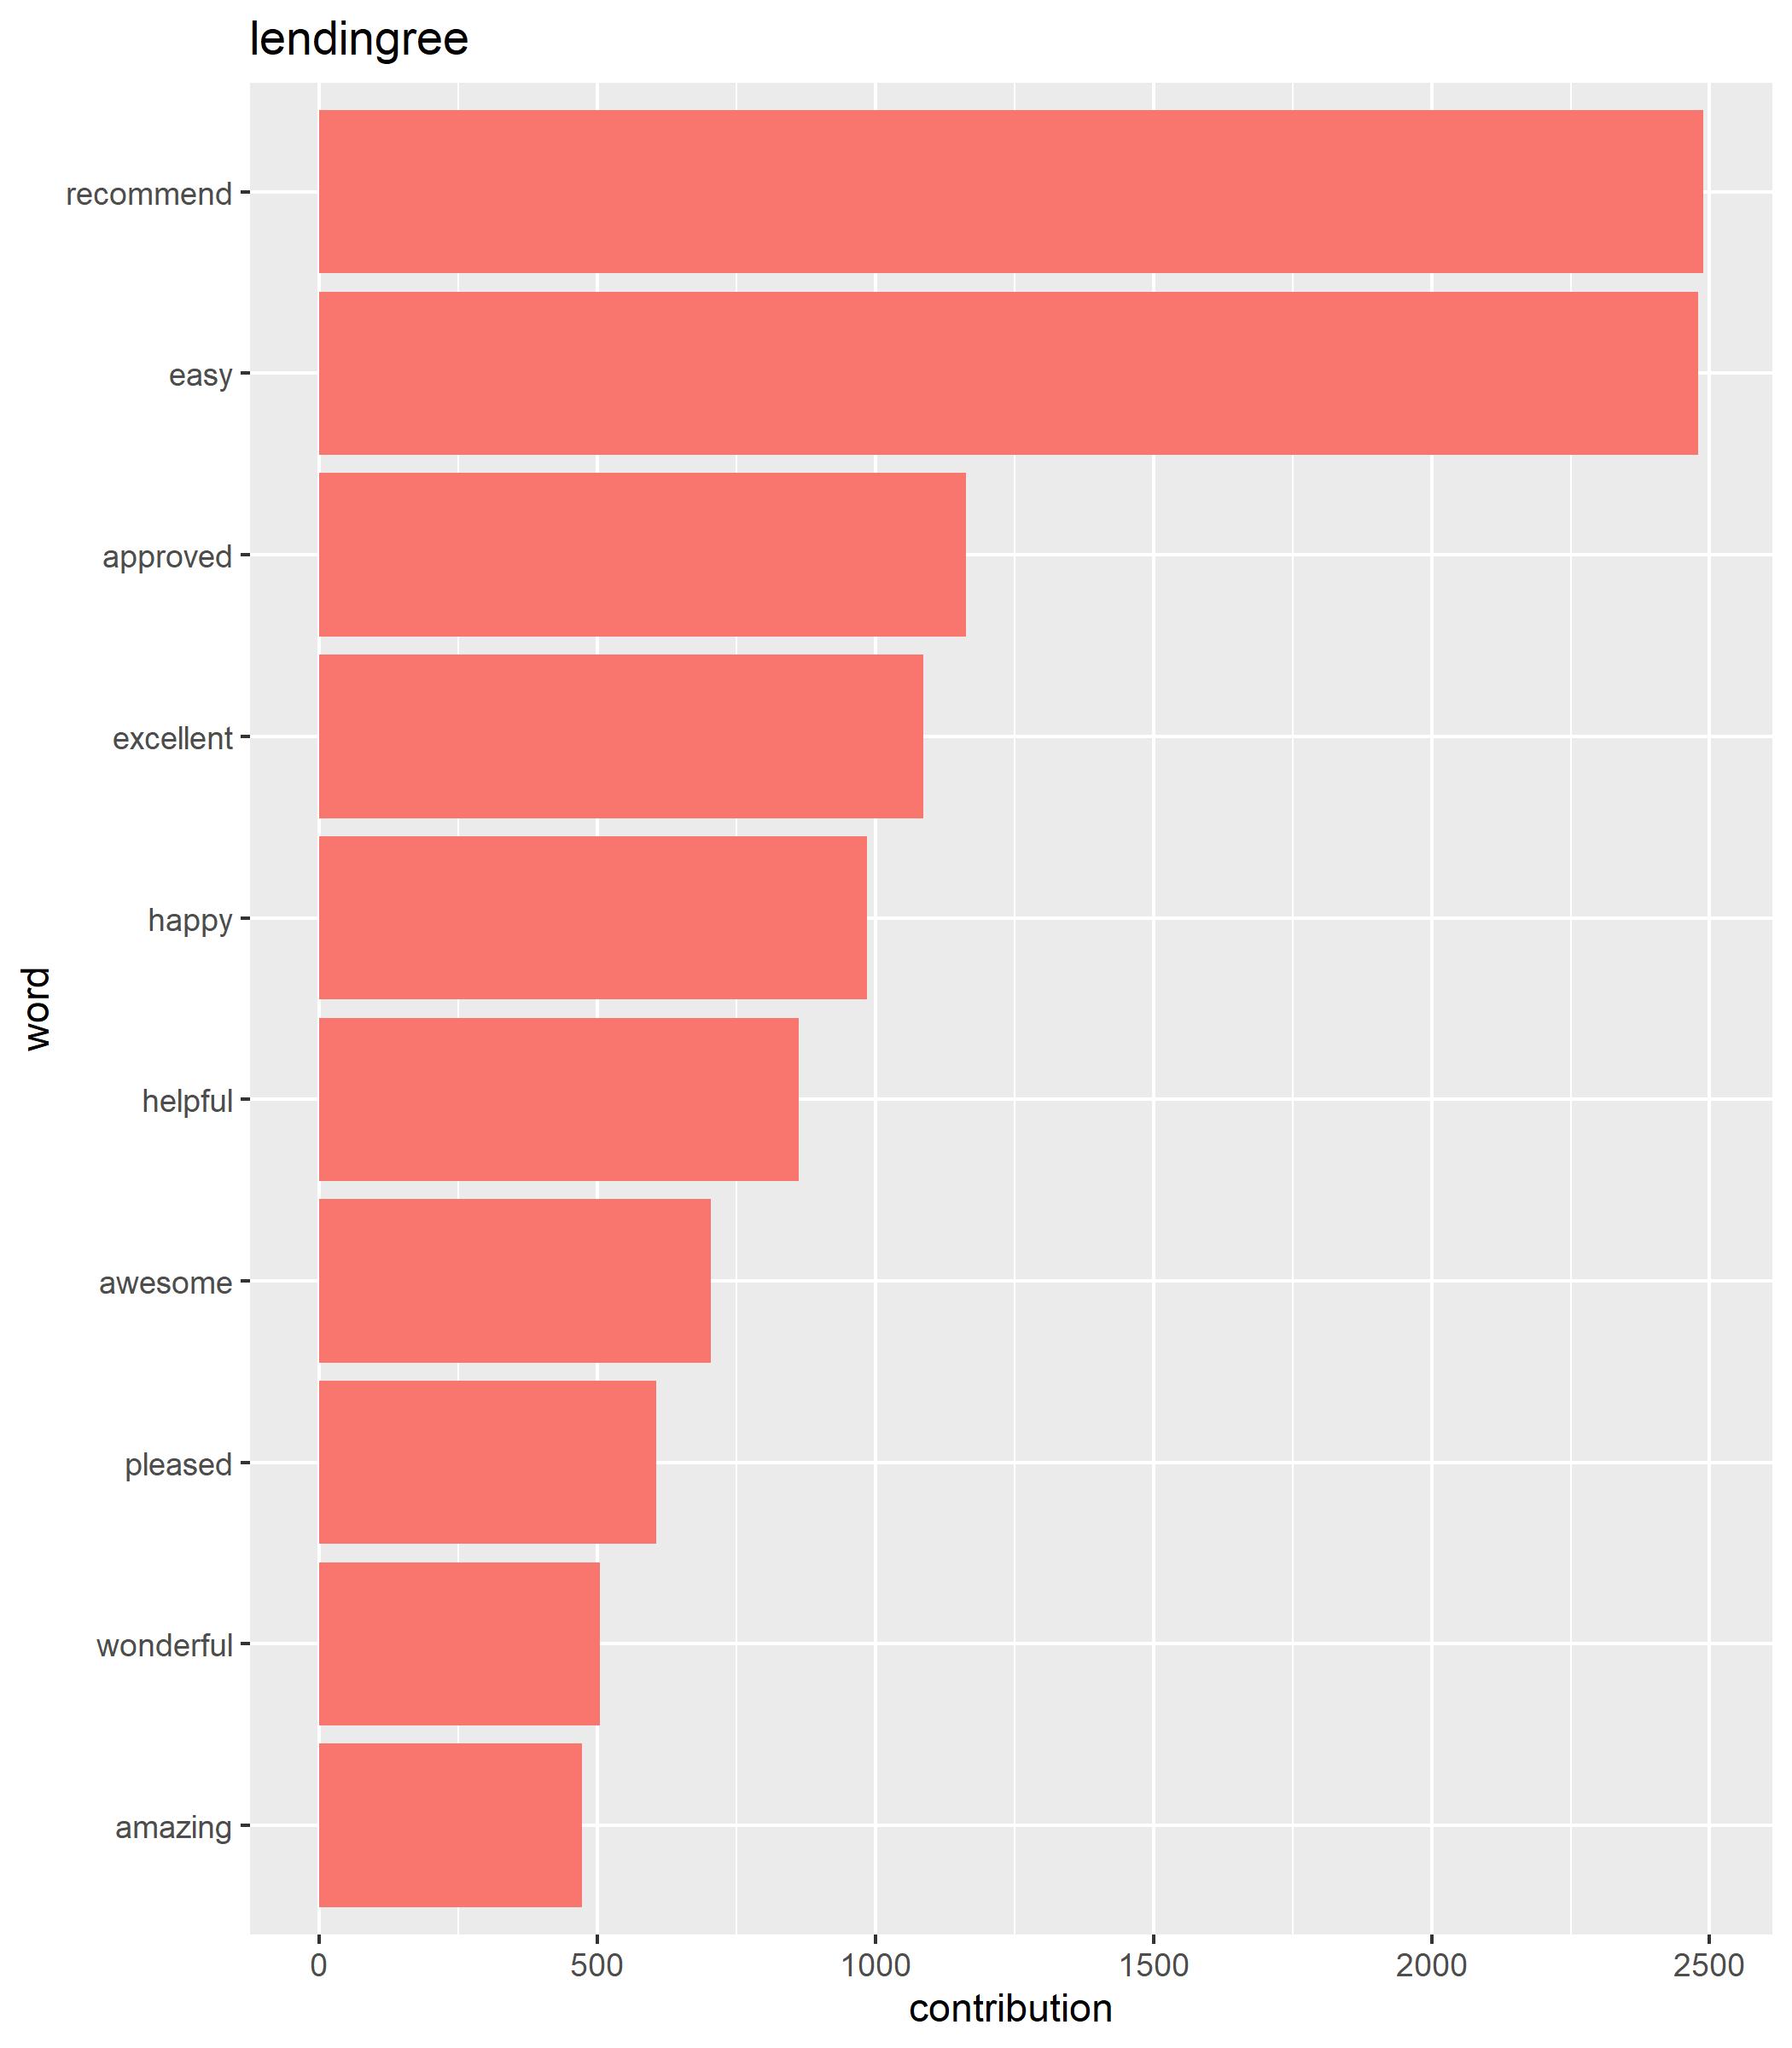 lendingree
recommend
easy
approved
excellent
happy
helpful
awesome
pleased
wonderful
amazing
word
0 500 1000 1500 2000 2500
contribution